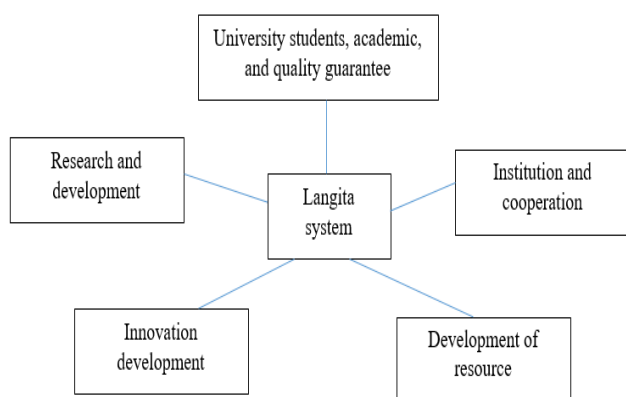 University students, academic,
and quality guarantee
Research and
development
Langita
system
Institution and
cooperation
Innovation
development
Development of
resource